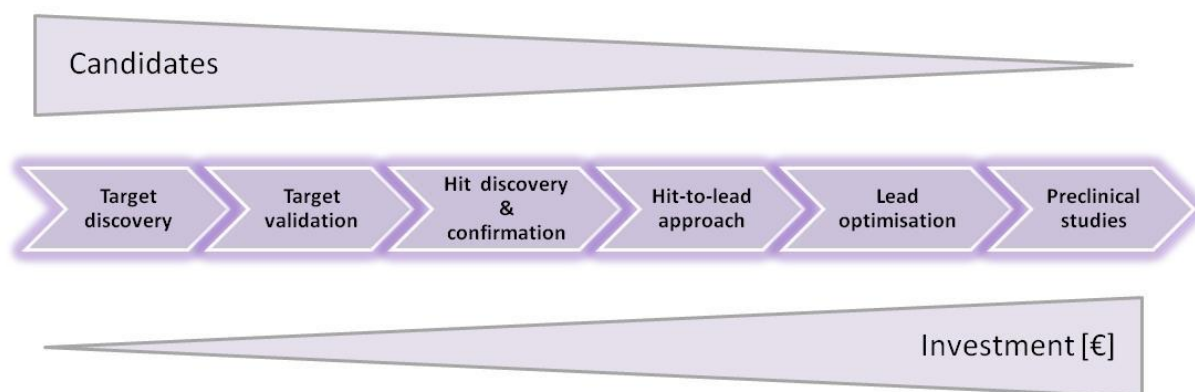 Candidates
Target
discovery
Target
validation
Hit discovery
&
confirmation
Hit-to-lead
approach
Lead
optimisation
Preclinical
studies
Investment [€]